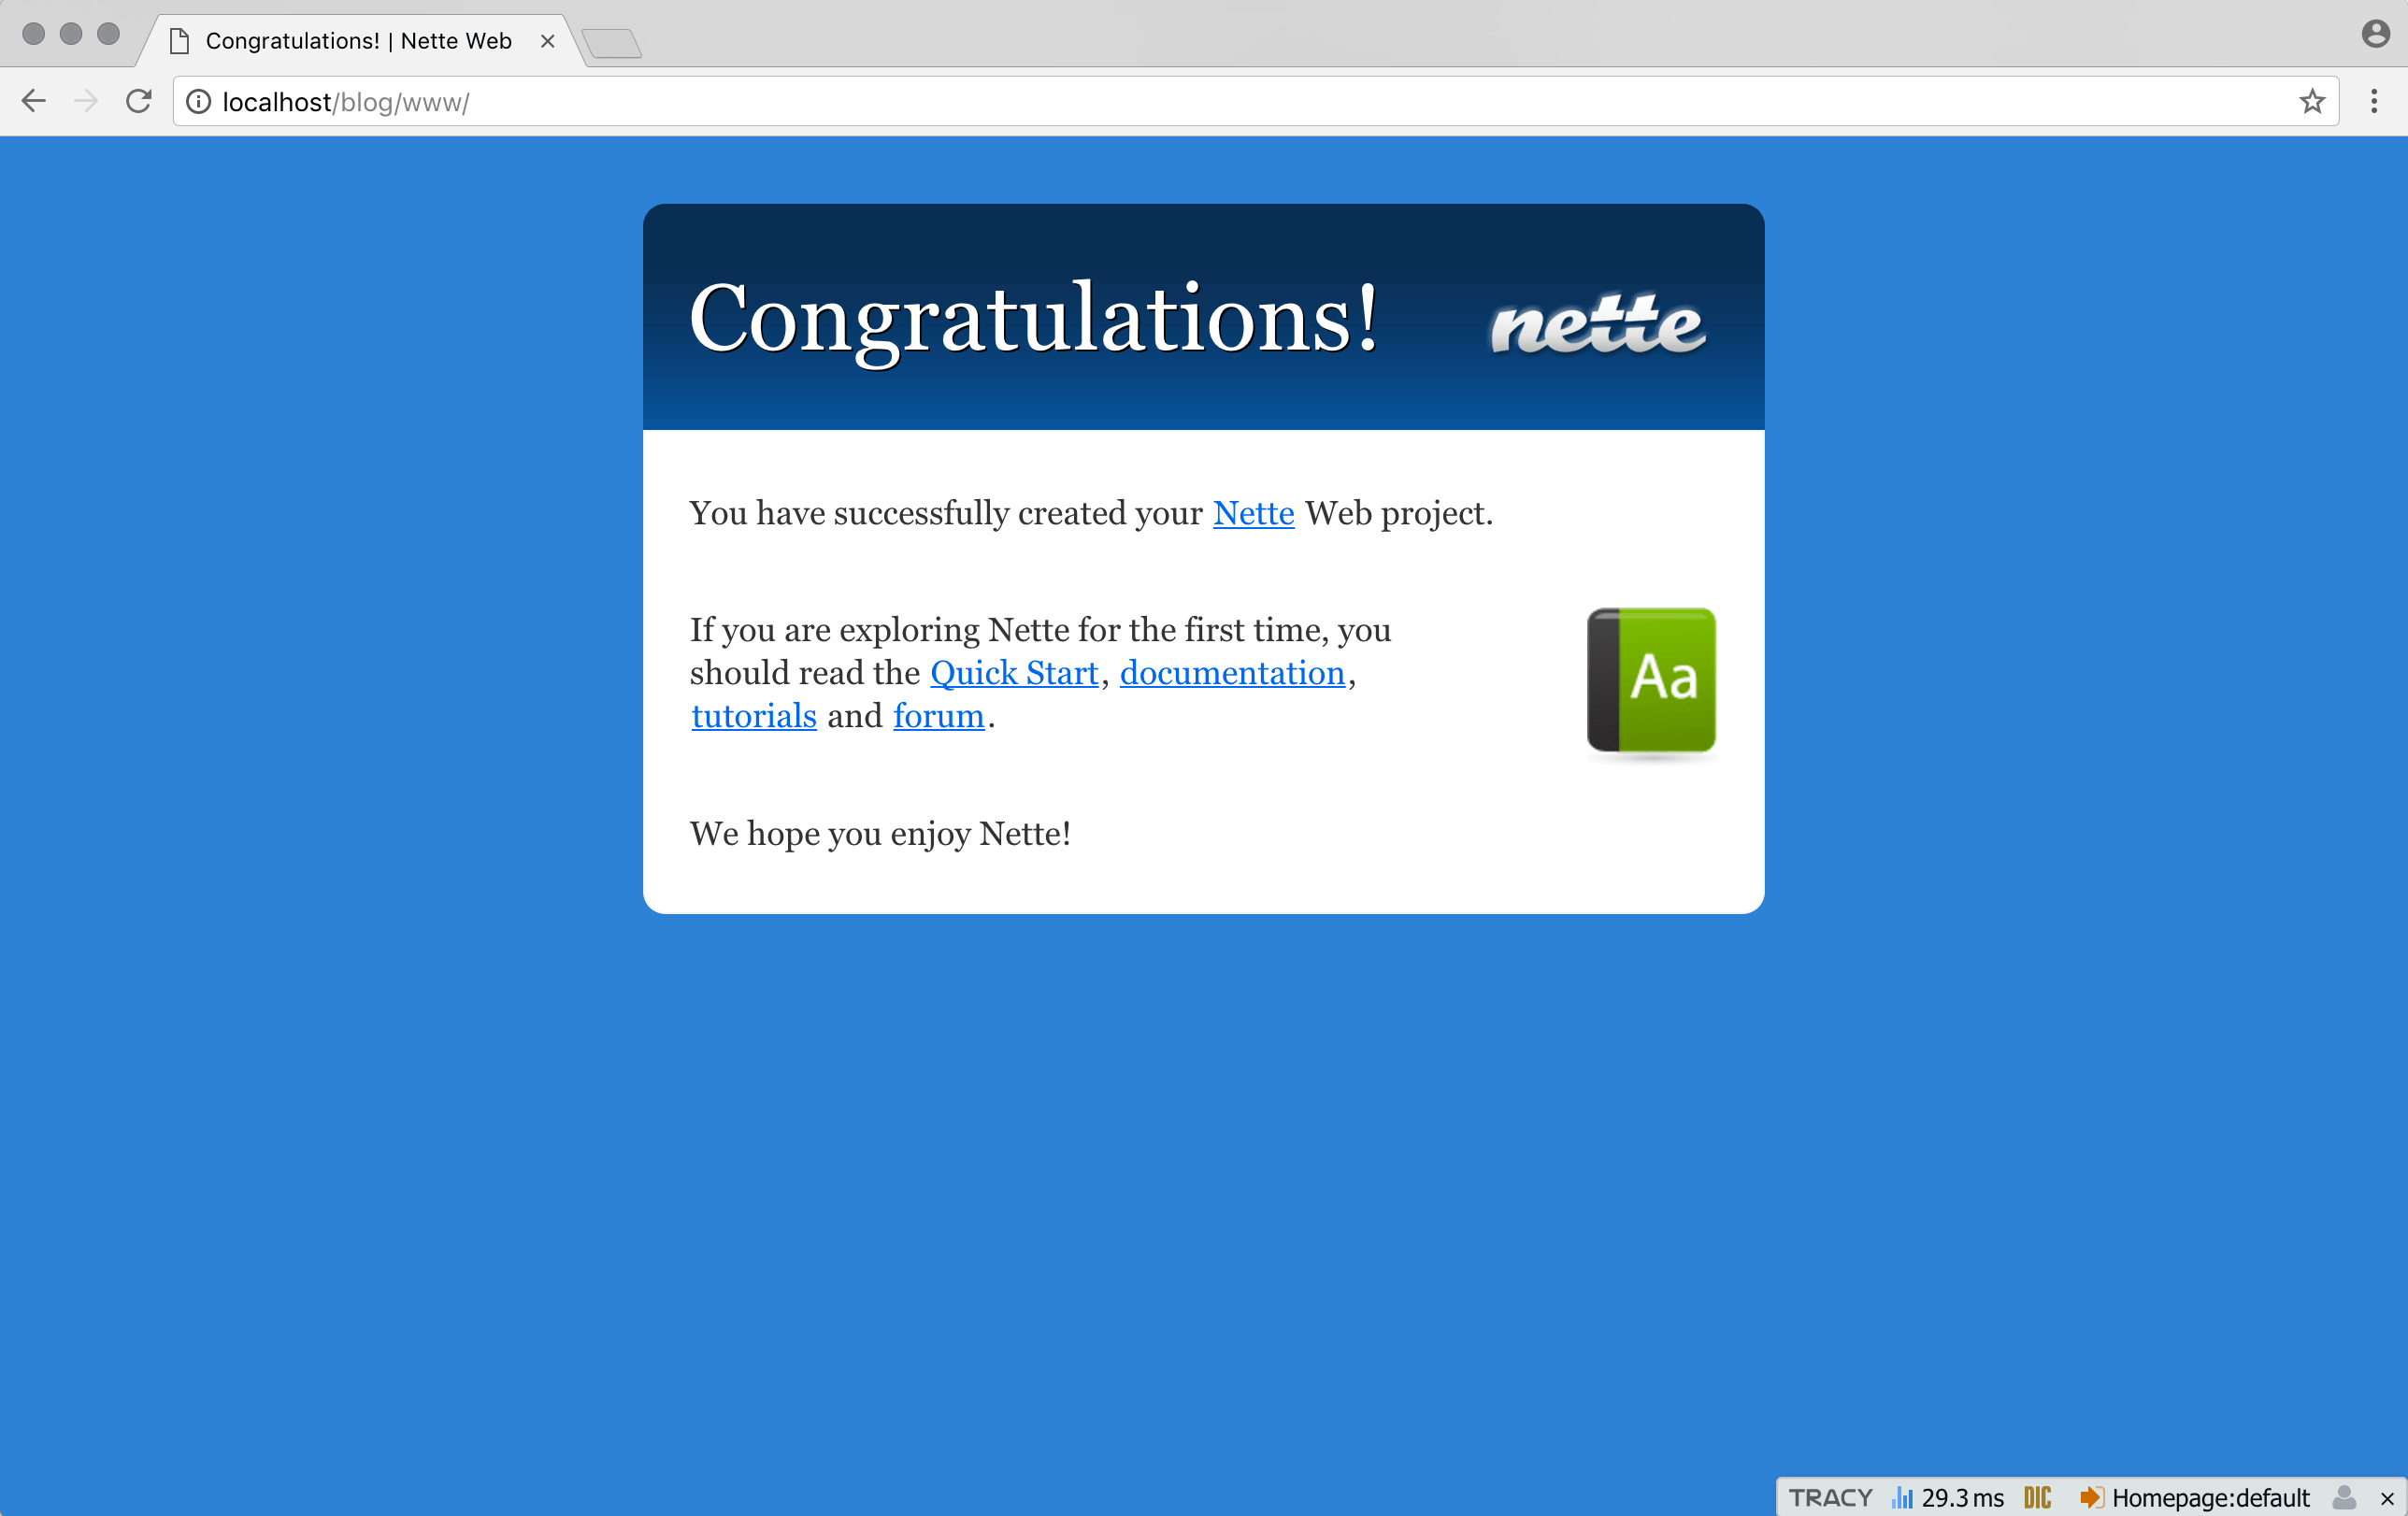 Congratulations! | Nette Web
localhost/blog/www/
Congratulations!
nette
You have successfully created your Nette Web project.
If you are exploring Nette for the first time, you
should read the Quick Start, documentation,
tutorials and forum.
Aa
We hope you enjoy Nette!
TRACY 29.3 ms DIC Homepage:default